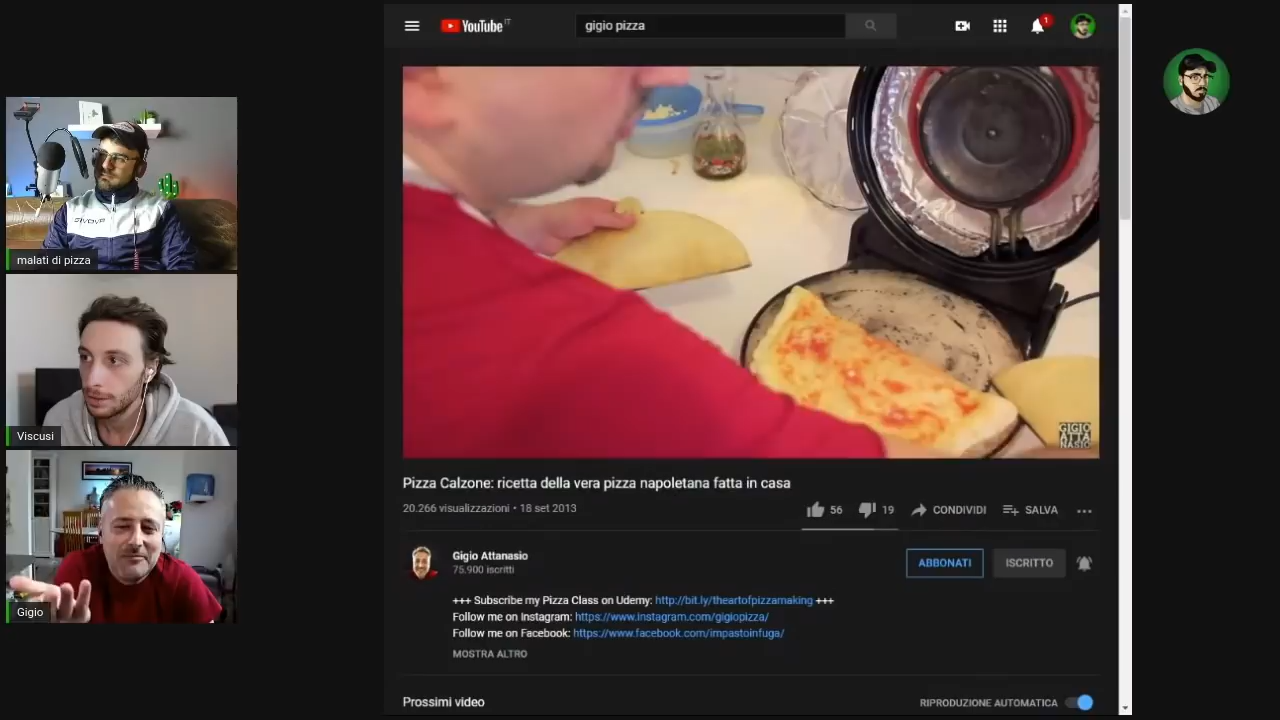 YouTube IT
gigio pizza
1
malati di pizza
Viscusi
Gigio
GIGIO
ATTA
NASIO
Pizza Calzone: ricetta della vera pizza napoletana fatta in casa
20.266 visualizzazioni • 18 set 2013
56
19
CONDIVIDI
SALVA
Gigio Attanasio
75.900 iscritti
ABBONATI
ISCRITTO
+++ Subscribe my Pizza Class on Udemy: http://bit.ly/theartofpizzamaking +++
Follow me on Instagram: https://www.instagram.com/gigiopizza/
Follow me on Facebook: https://www.facebook.com/impastoinfuga/
MOSTRA ALTRO
Prossimi video
RIPRODUZIONE AUTOMATICA